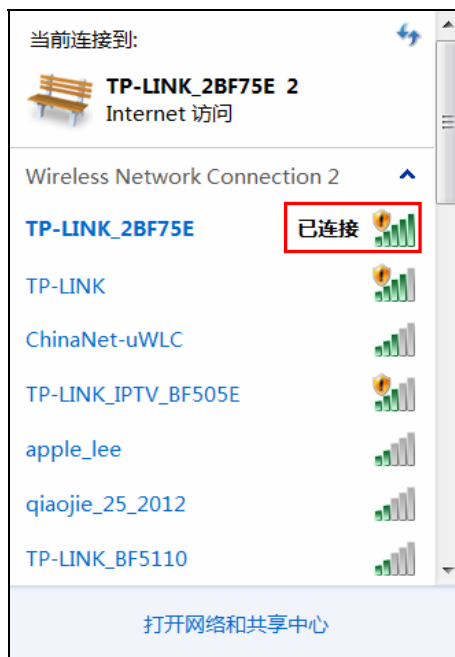 当前连接到:
TP-LINK_2BF75E 2
Internet 访问
Wireless Network Connection 2
TP-LINK_2BF75E 已连接
TP-LINK
ChinaNet-uWLC
TP-LINK_IPTV_BF505E
apple_lee
qiaojie_25_2012
TP-LINK_BF5110
打开网络和共享中心